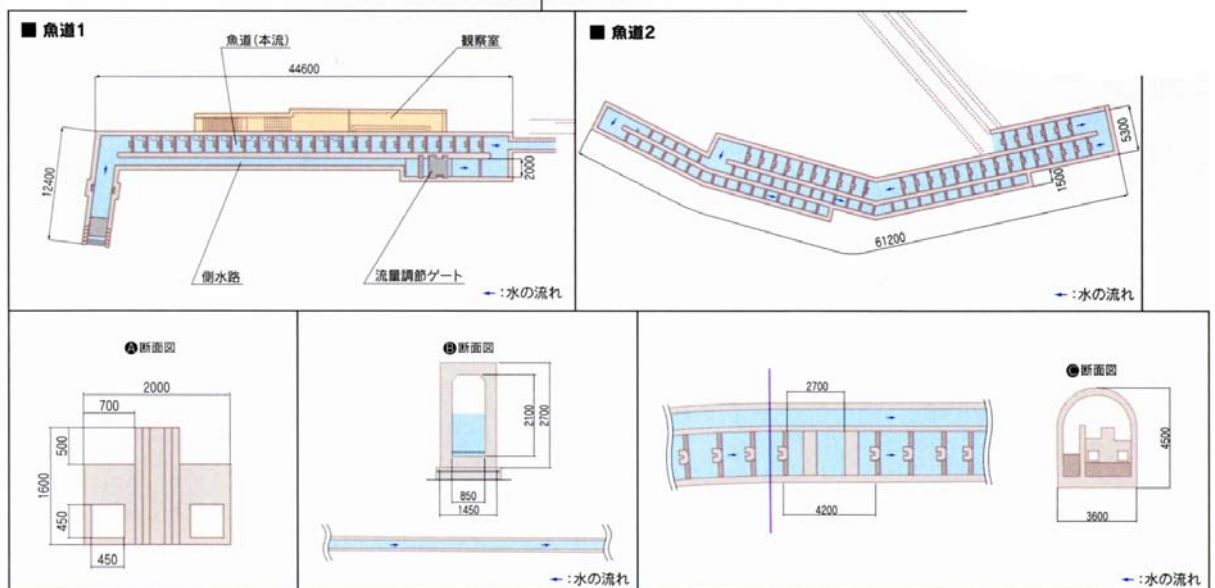 ■ 魚道1
魚道(本流)
観察室
44600
12400
2000
側水路
流量調節ゲート
←:水の流れ
■ 魚道2
5300
1500
61200
←:水の流れ
Ⓐ断面図
2000
700
500
1600
450
450
Ⓑ断面図
2100
2700
850
1450
←:水の流れ
2700
4200
Ⓒ断面図
4500
3600
←:水の流れ